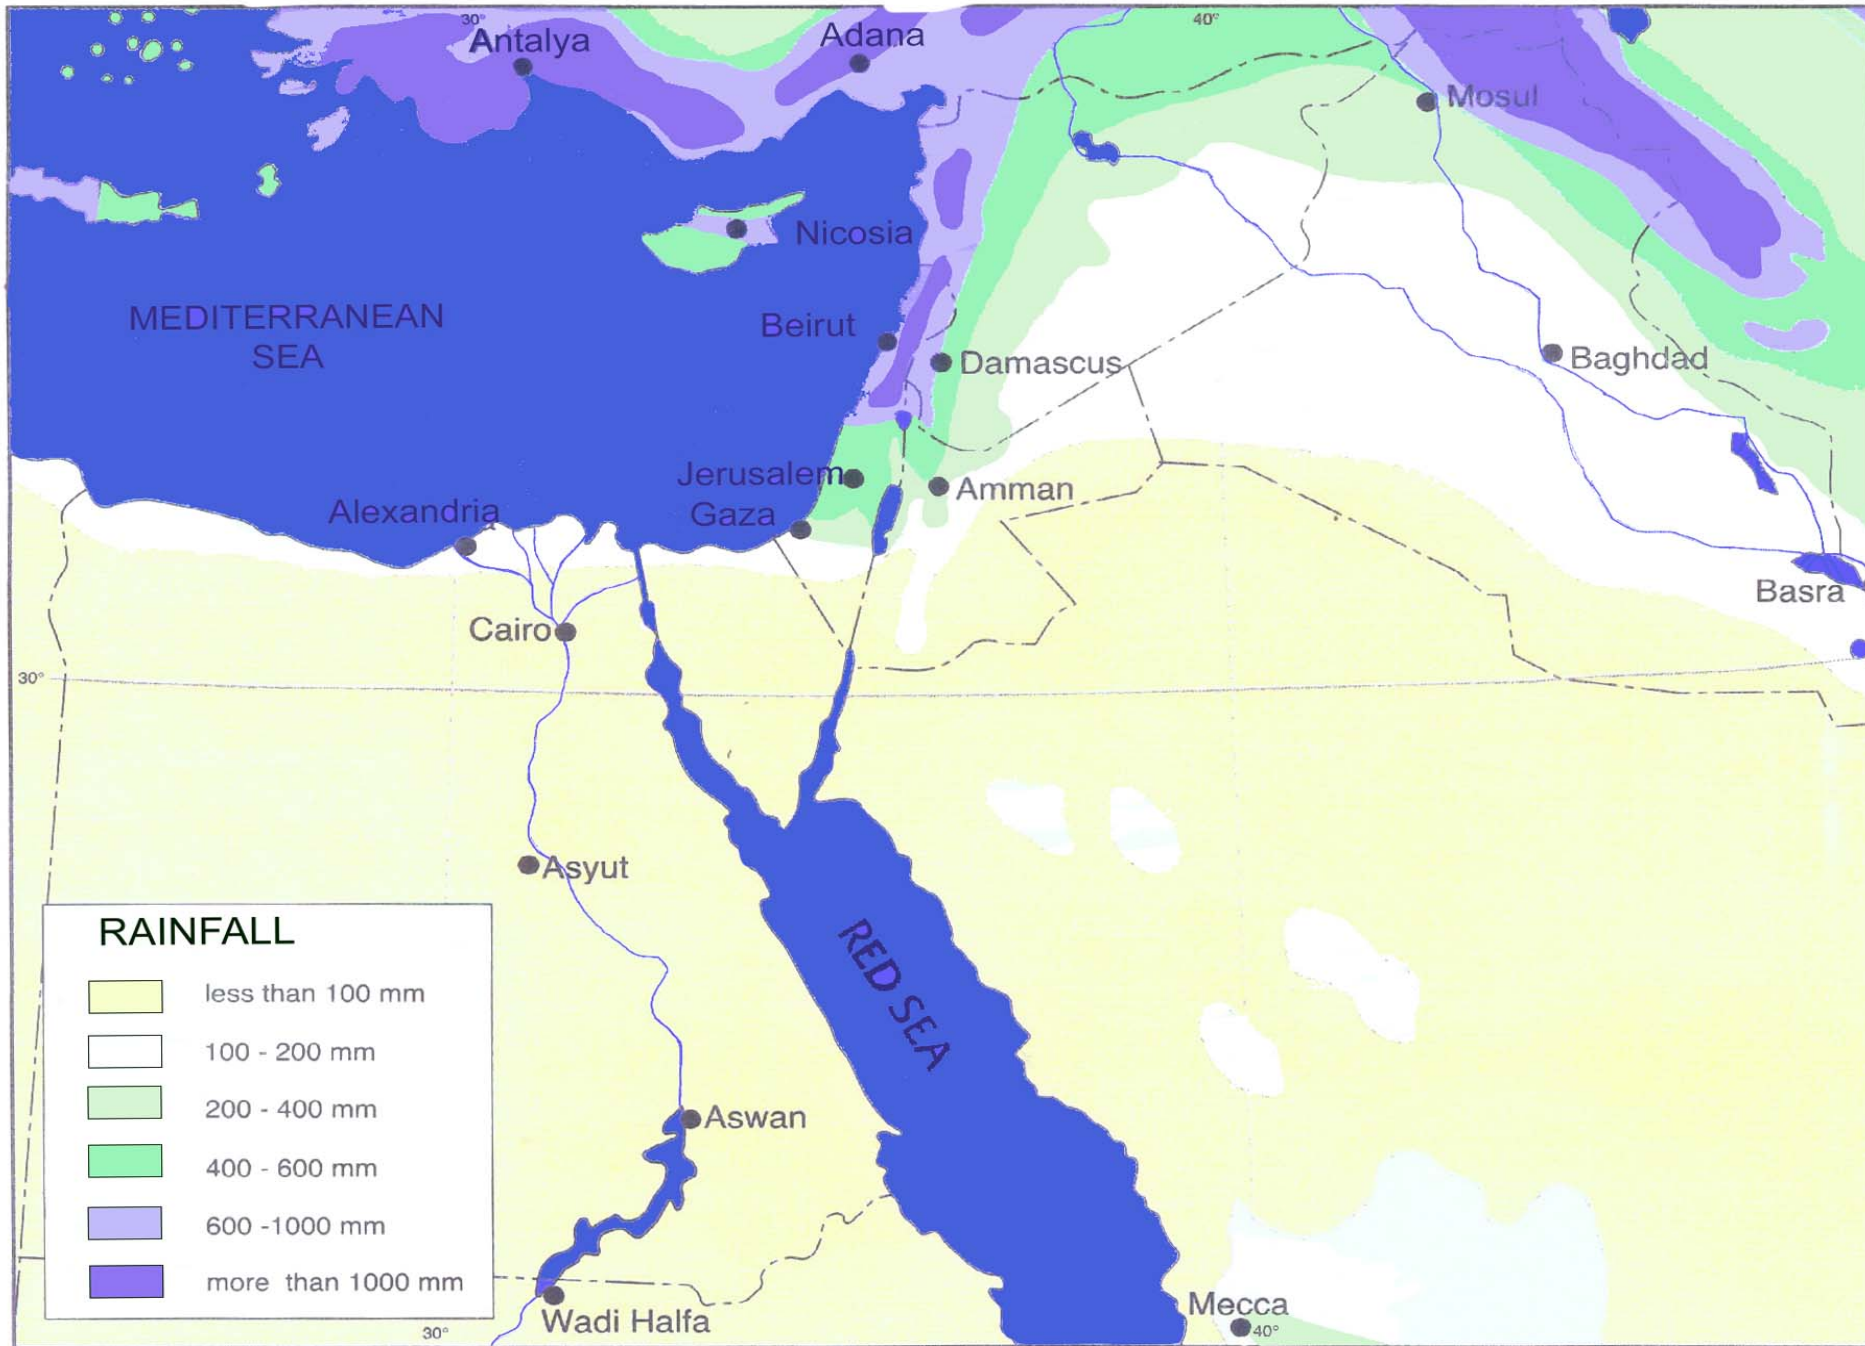 30°
40°
Antalya
Adana
Mosul
Nicosia
MEDITERRANEAN
SEA
Beirut
Damascus
Baghdad
Jerusalem
Amman
Alexandria
Gaza
Basra
Cairo
30°
Asyut
RED SEA
RAINFALL
less than 100 mm
100 - 200 mm
200 - 400 mm
400 - 600 mm
600 -1000 mm
more than 1000 mm
Aswan
Mecca
Wadi Halfa
30°
40°